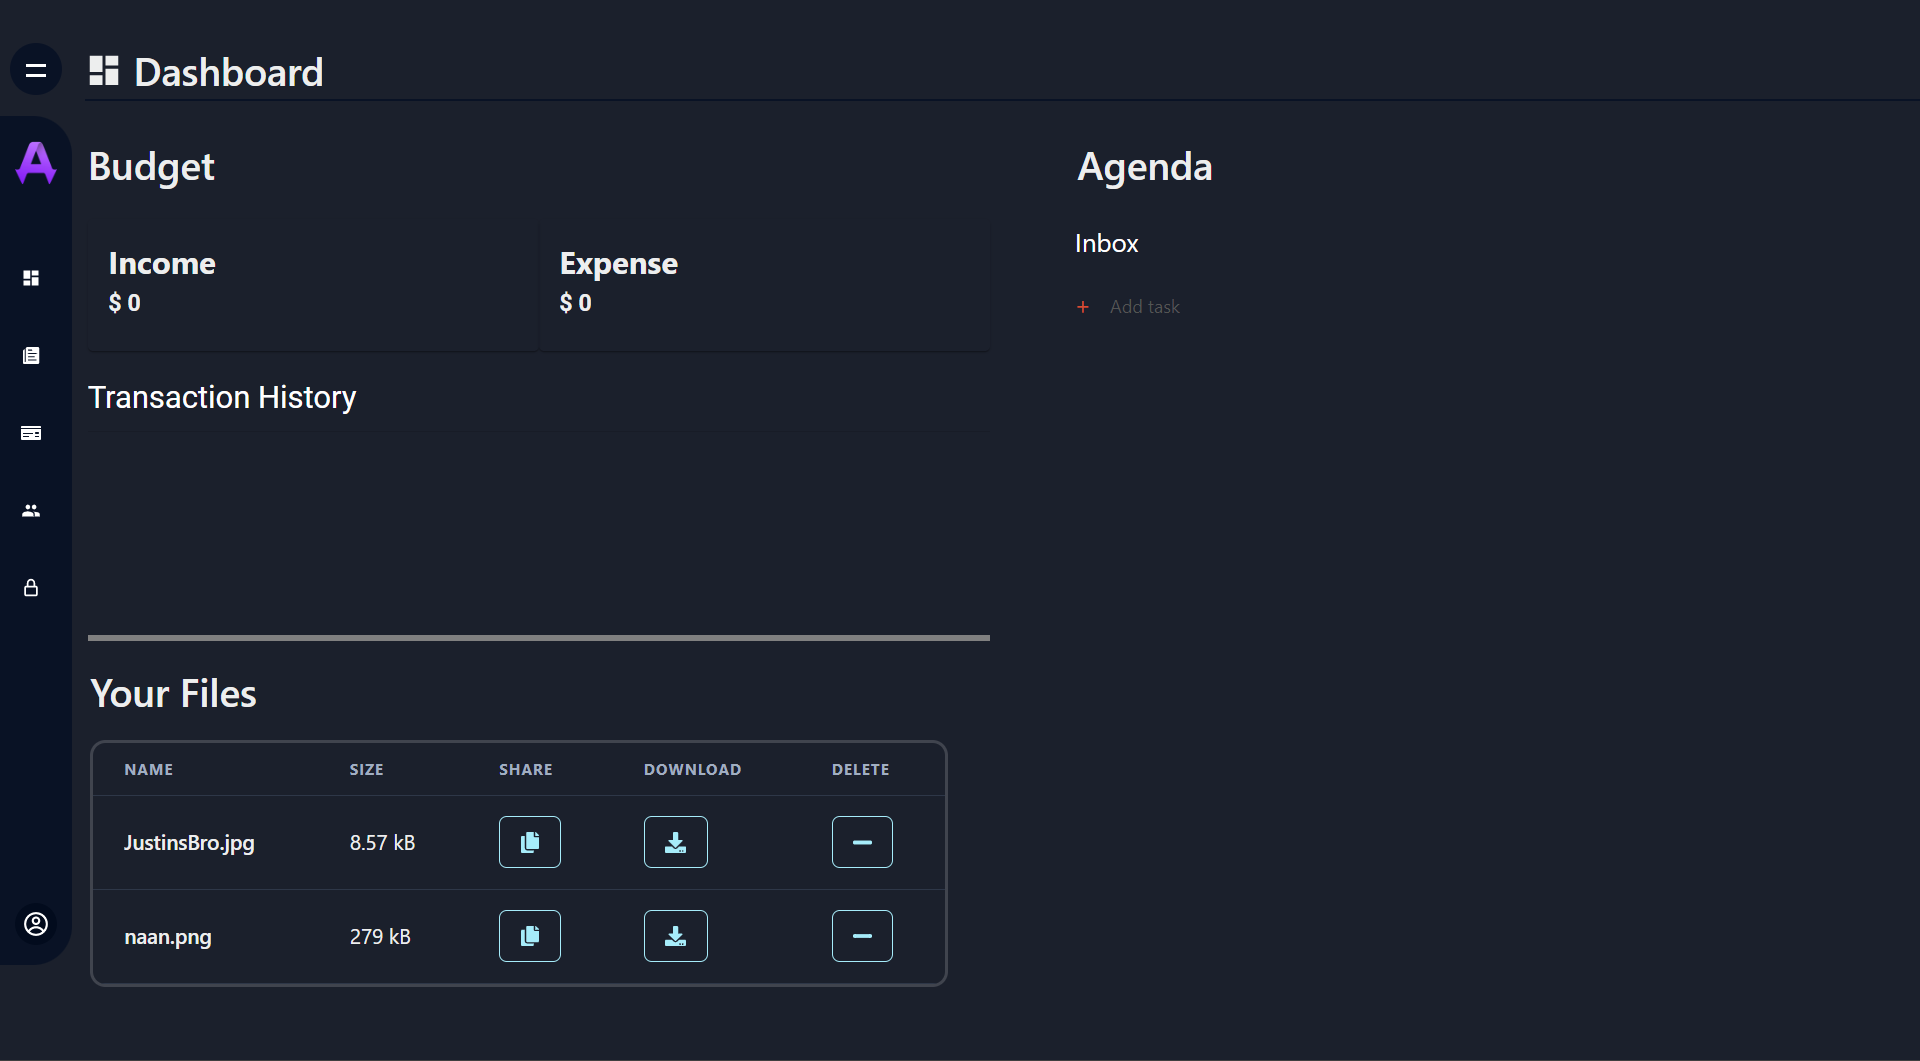 Dashboard
Budget
Income
$ 0
Expense
$ 0
Transaction History
Your Files
NAME SIZE SHARE DOWNLOAD DELETE
JustinsBro.jpg 8.57 kB
naan.png 279 kB
Agenda
Inbox
+ Add task